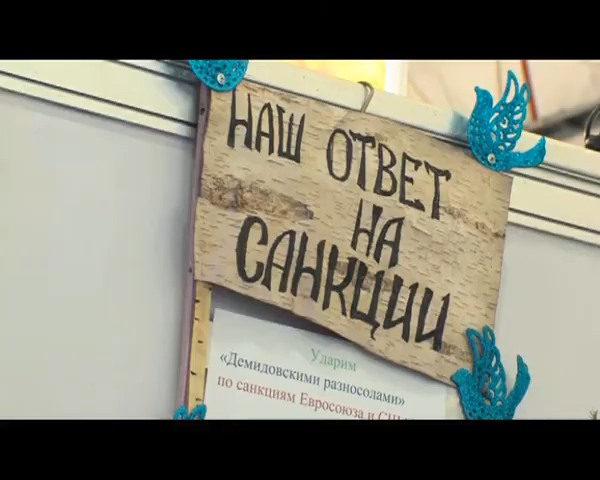 НАШ ОТВЕТ
НА
САНКЦИИ
Ударим
«Демидовскими разносолами»
по санкциям Евросоюза и